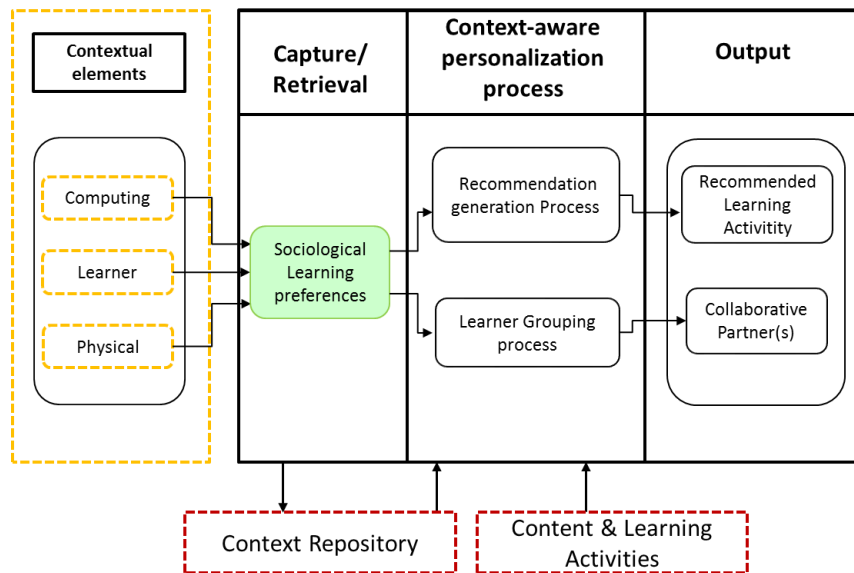 Contextual
elements
Capture/
Retrieval
Context-aware
personalization
process
Output
Computing
Learner
Physical
Sociological
Learning
preferences
Recommendation
generation Process
Learner Grouping
process
Recommended
Learning
Activitity
Collaborative
Partner(s)
Context Repository
Content & Learning
Activities